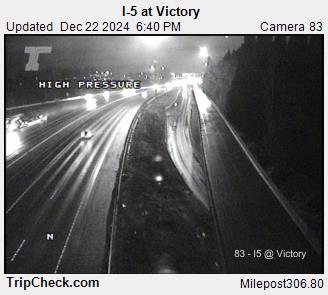 I-5 at Victory
Updated Dec 22 2024 6:40 PM Camera 83
HIGH PRESSURE
N
83 - I5 @ Victory
TripCheck.com Milepost306.80